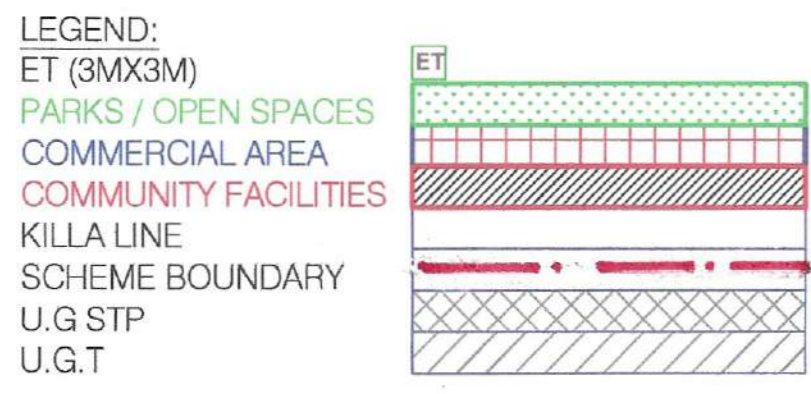 LEGEND:
ET (3MX3M) ET
PARKS / OPEN SPACES
COMMERCIAL AREA
COMMUNITY FACILITIES
KILLA LINE
SCHEME BOUNDARY
U.G STP
U.G.T